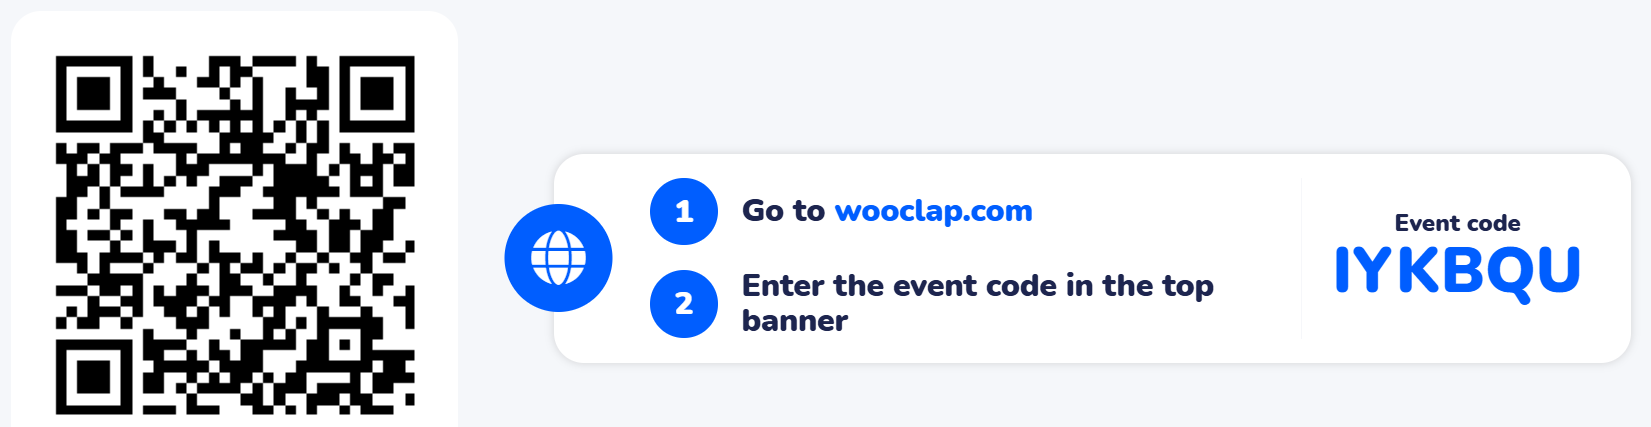 1
Go to wooclap.com
2
Enter the event code in the top
banner
Event code
IYKBQU